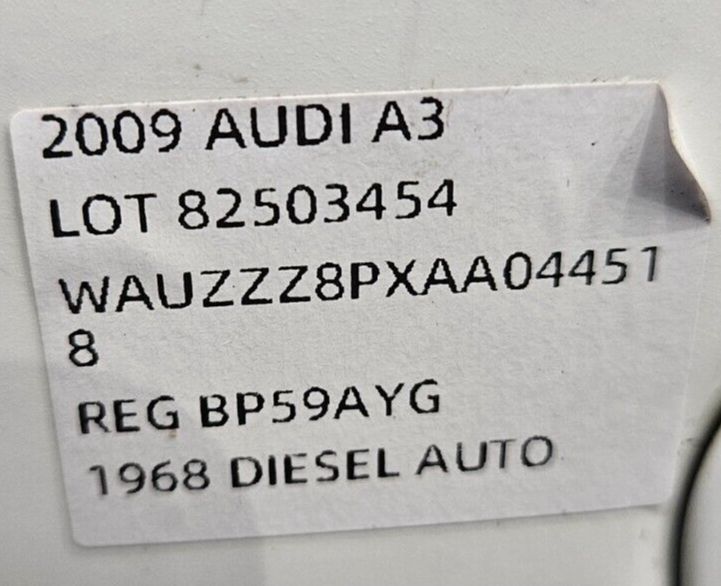 2009 AUDI A3
LOT 82503454
WAUZZZ8PXAA04451
8
REG BP59AYG
1968 DIESEL AUTO